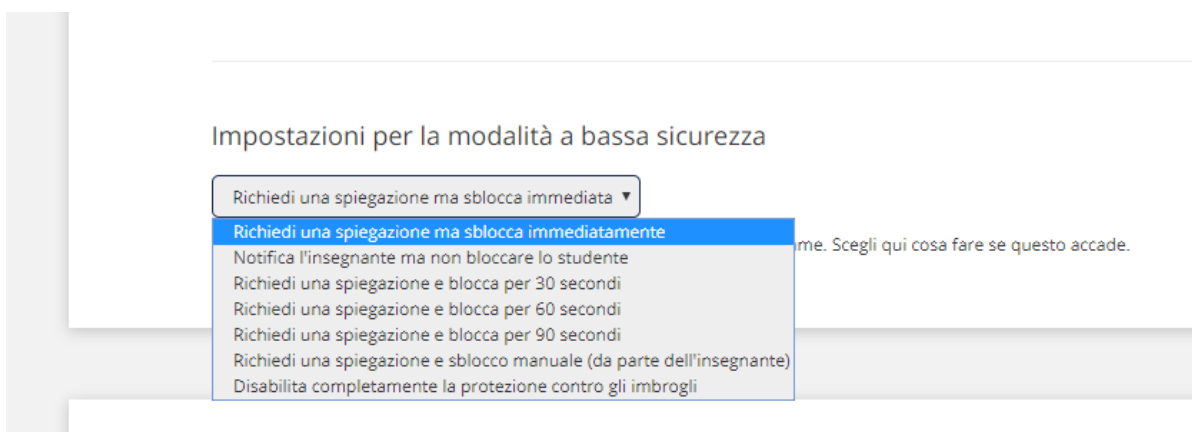 Impostazioni per la modalità a bassa sicurezza
Richiedi una spiegazione ma sblocca immediata ▼
Richiedi una spiegazione ma sblocca immediatamente
me. Scegli qui cosa fare se questo accade.
Notifica l'insegnante ma non bloccare lo studente
Richiedi una spiegazione e blocca per 30 secondi
Richiedi una spiegazione e blocca per 60 secondi
Richiedi una spiegazione e blocca per 90 secondi
Richiedi una spiegazione e sblocco manuale (da parte dell'insegnante)
Disabilita completamente la protezione contro gli imbrogli